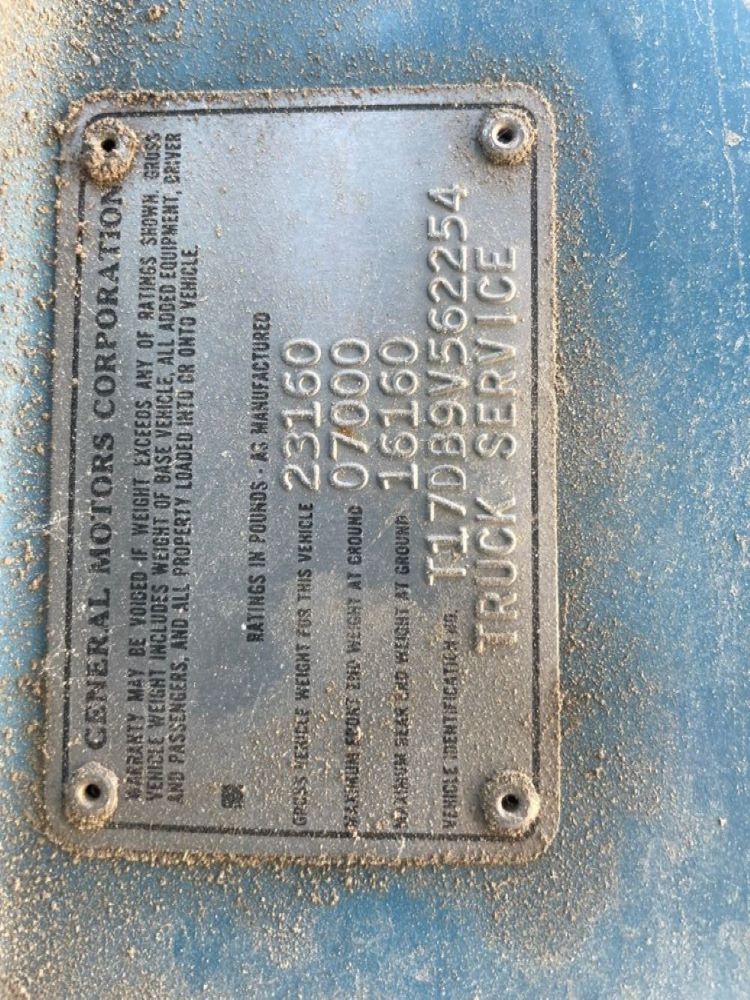 GENERAL MOTORS CORPORATION
WARRANTY MAY BE VOIDED IF WEIGHT EXCEEDS ANY OF RATINGS SHOWN. GROSS
VEHICLE WEIGHT INCLUDES WEIGHT OF BASE VEHICLE, ALL ADDED EQUIPMENT, DRIVER
AND PASSENGERS, AND ALL PROPERTY LOADED INTO OR ONTO VEHICLE.
RATINGS IN POUNDS - AS MANUFACTURED
GROSS VEHICLE WEIGHT FOR THIS VEHICLE 23160
MAXIMUM FRONT END WEIGHT AT GROUND 07000
MAXIMUM REAR END WEIGHT AT GROUND 16160
VEHICLE IDENTIFICATION NO. T17DB9V562254
TRUCK SERVICE